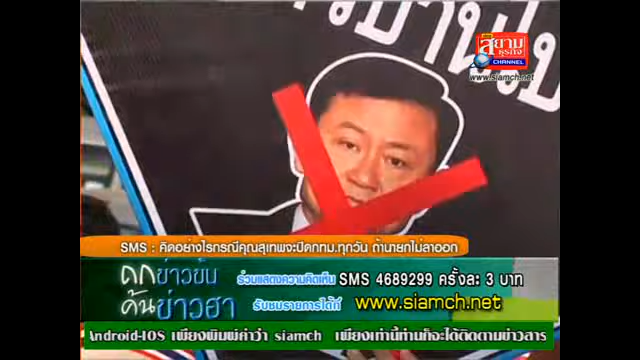 สยาม
ธุรกิจ
CHANNEL
www.siamch.net
SMS : คิดอย่างไรกรณีคุณสุเทพจะปิดกทม.ทุกวัน ถ้านายกไม่ลาออก
ถกข่าวข้น
ค้นข่าวฮา
ร่วมแสดงความคิดเห็น SMS 4689299 ครั้งละ 3 บาท
รับชมรายการได้ที่ www.siamch.net
Android-IOS เพียงพิมพ์คำว่า siamch เพียงเท่านี้ท่านก็จะได้ติดตามข่าวสาร